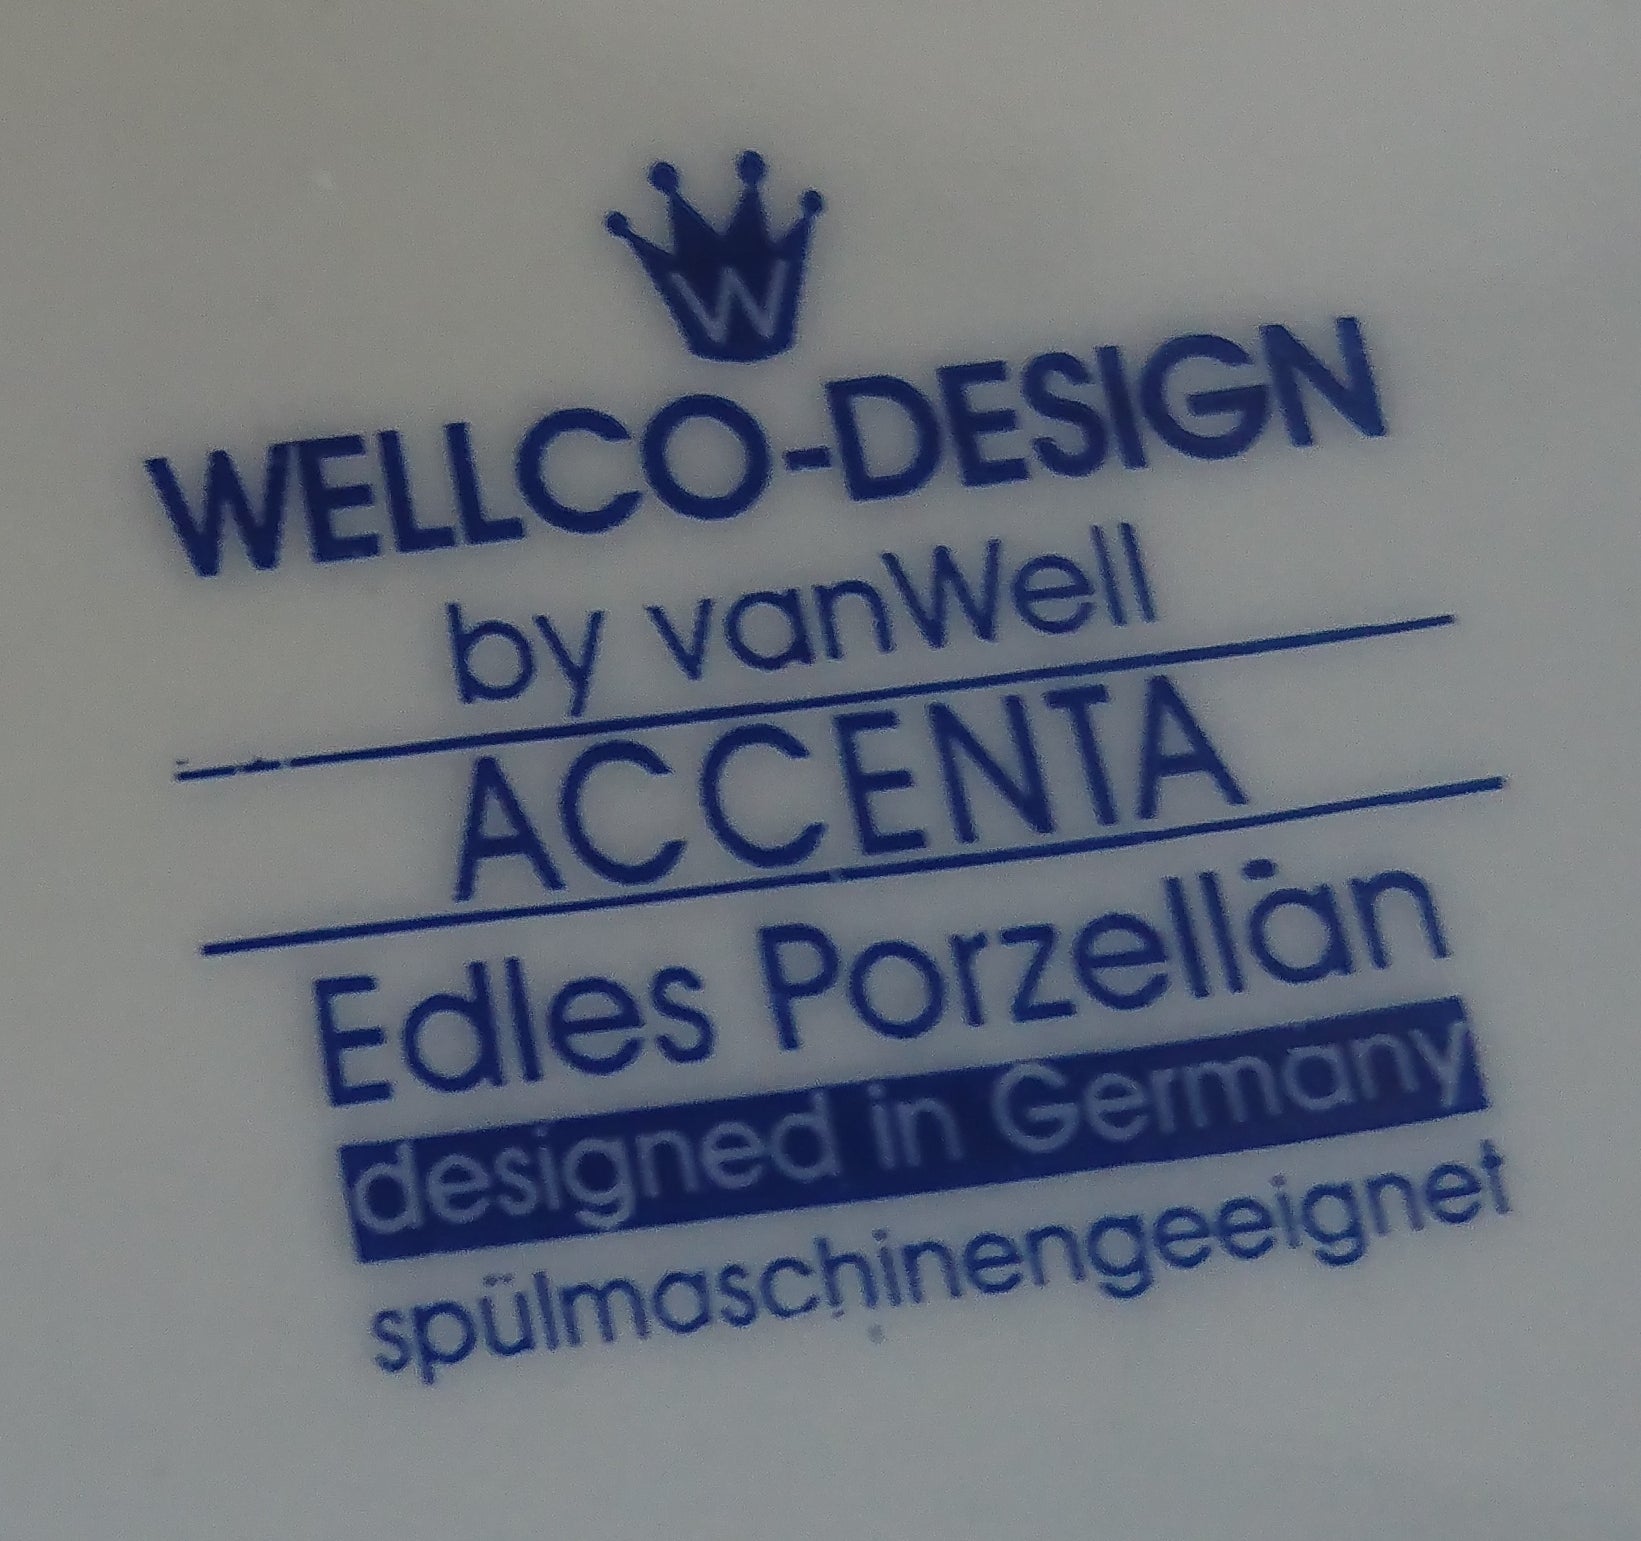 W
WELLCO-DESIGN
by vanWell
ACCENTA
Edles Porzellan
designed in Germany
spülmaschinengeeignet